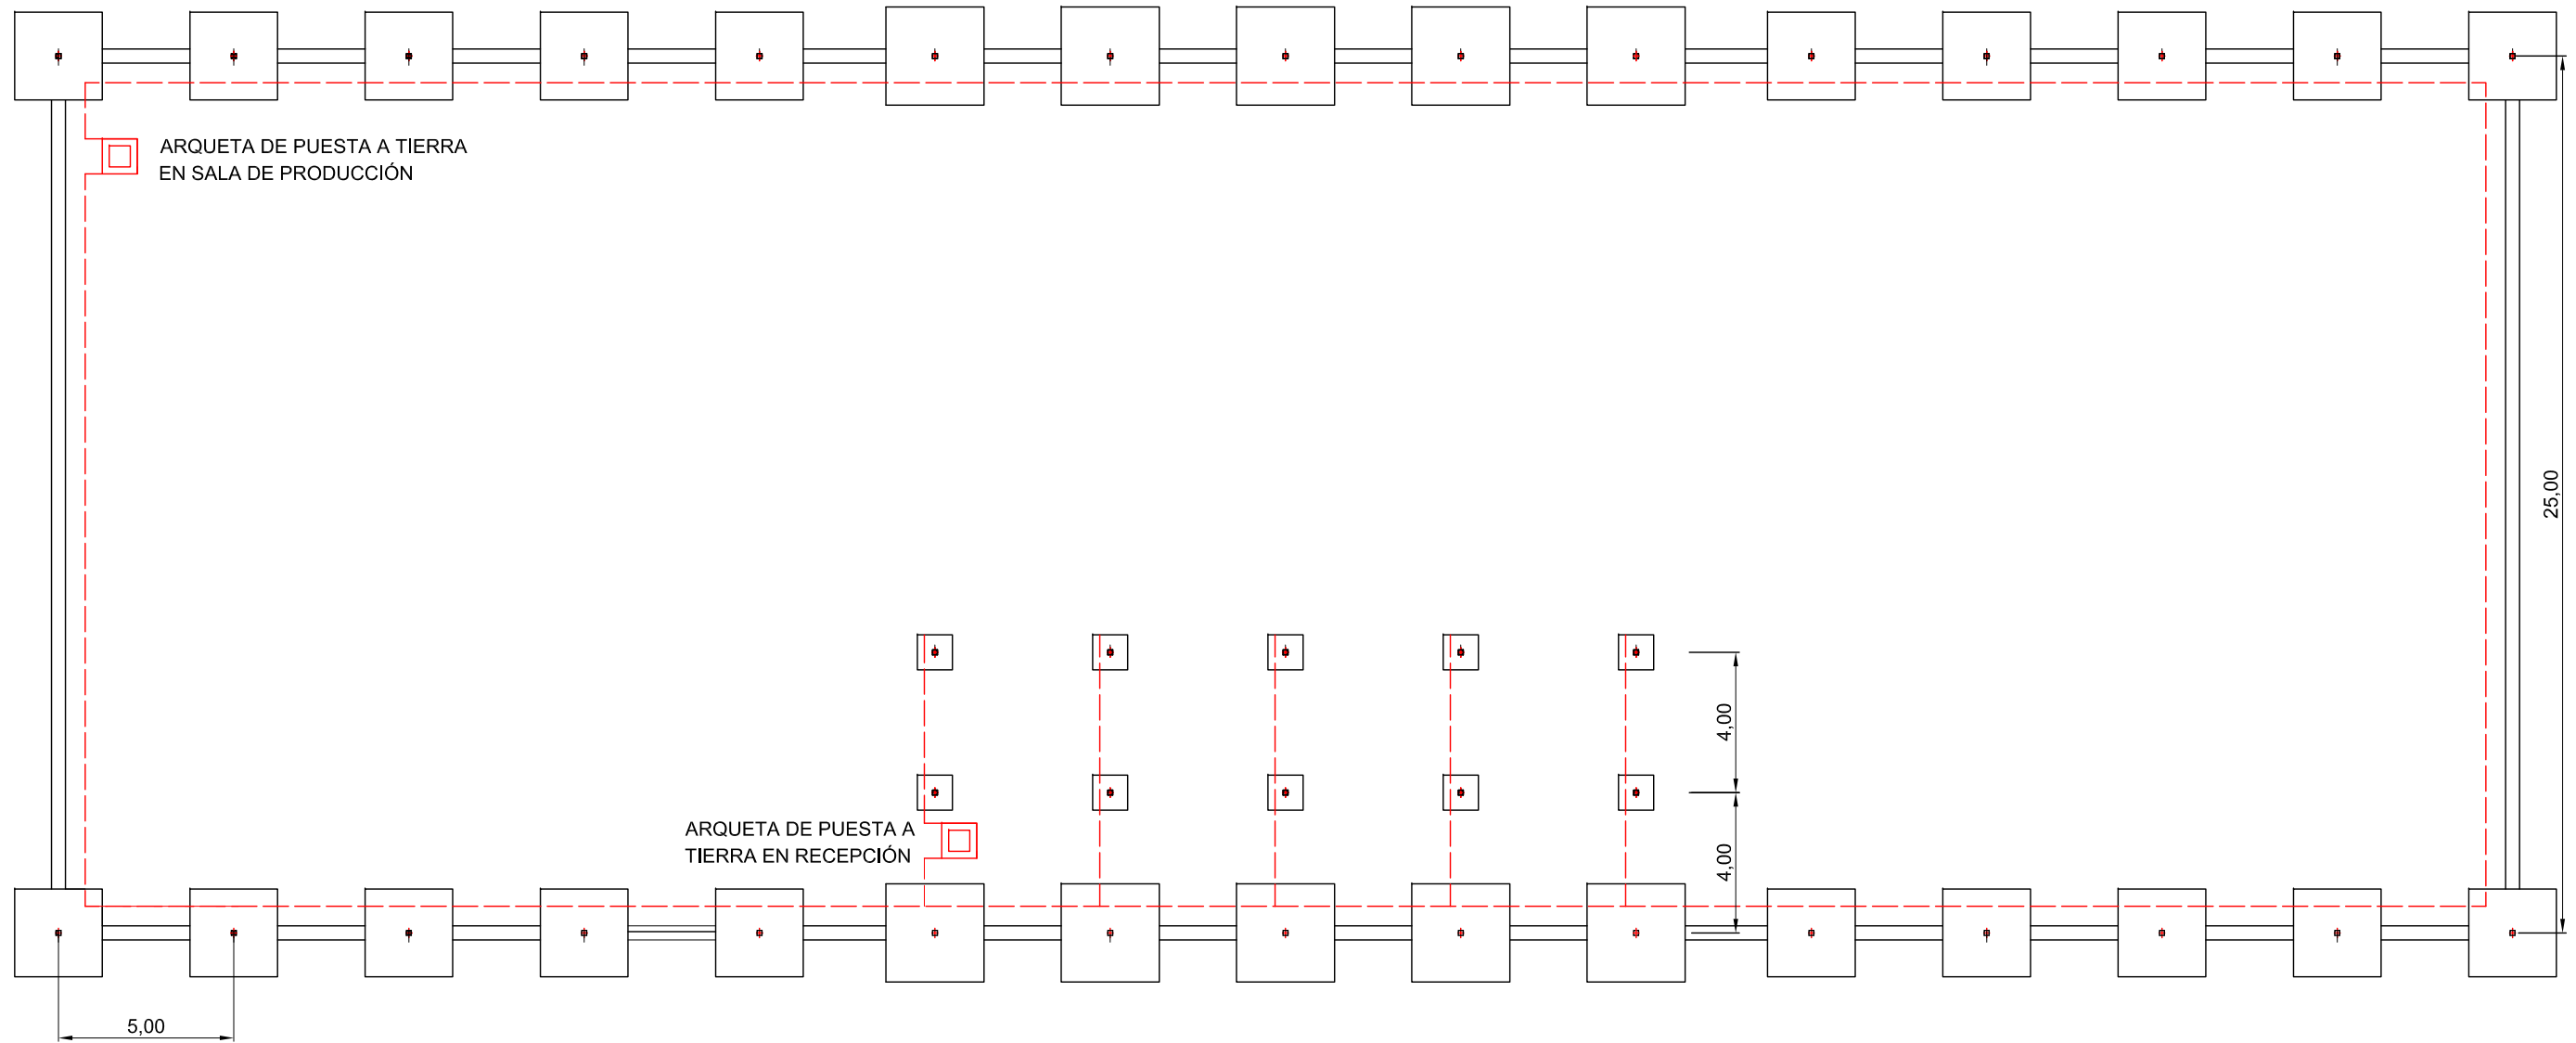 ARQUETA DE PUESTA A TIERRA
EN SALA DE PRODUCCIÓN
25,00
4,00
4,00
ARQUETA DE PUESTA A
TIERRA EN RECEPCIÓN
5,00